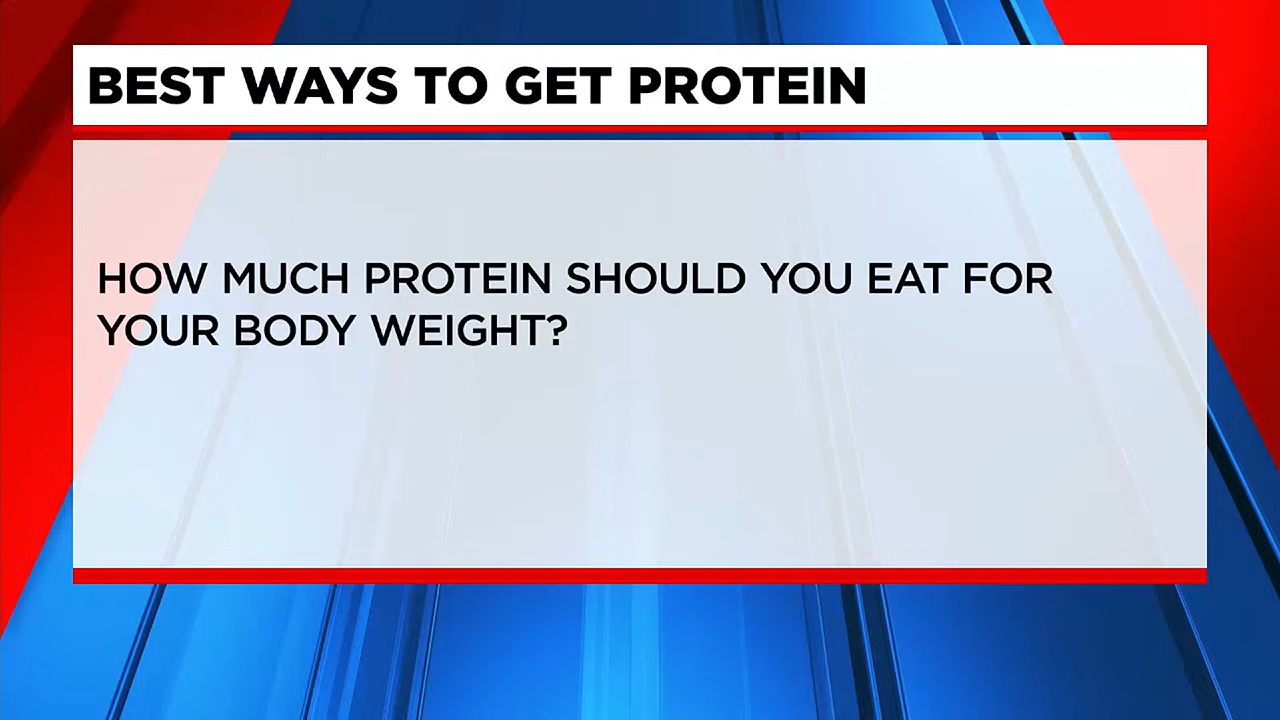 BEST WAYS TO GET PROTEIN
HOW MUCH PROTEIN SHOULD YOU EAT FOR
YOUR BODY WEIGHT?